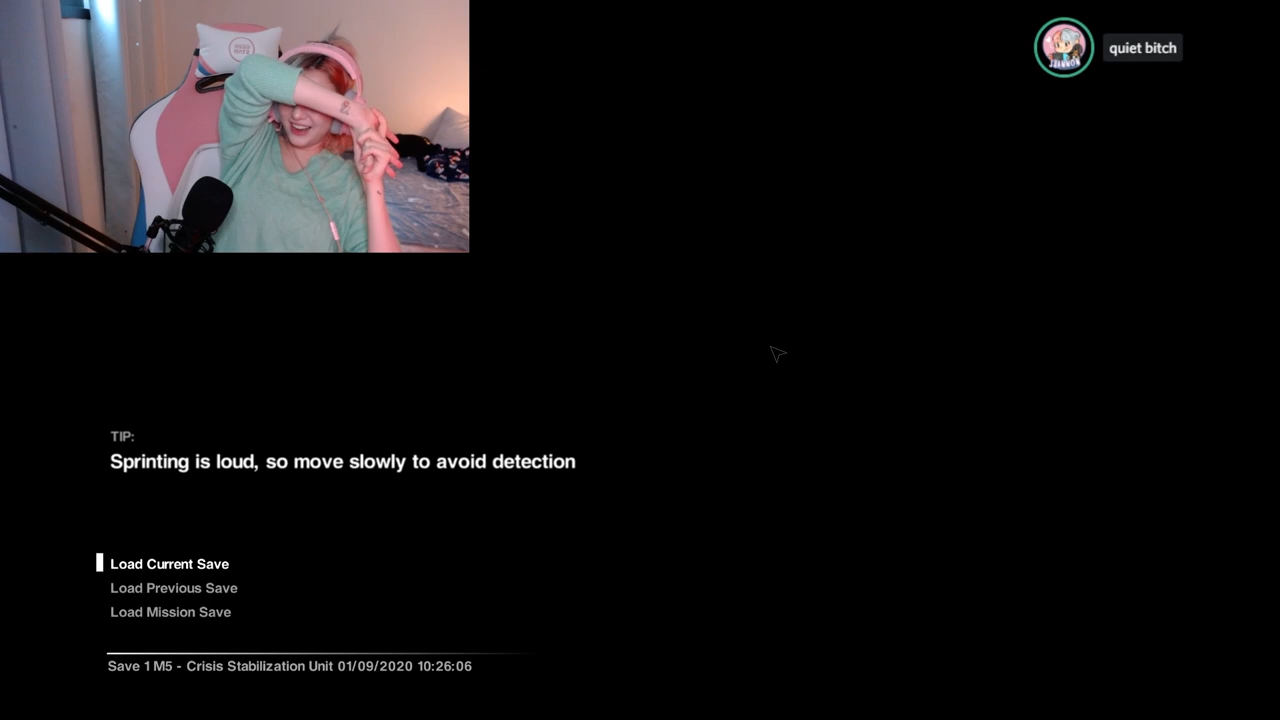 quiet bitch
TIP:
Sprinting is loud, so move slowly to avoid detection
Load Current Save
Load Previous Save
Load Mission Save
Save 1 M5 - Crisis Stabilization Unit 01/09/2020 10:26:06